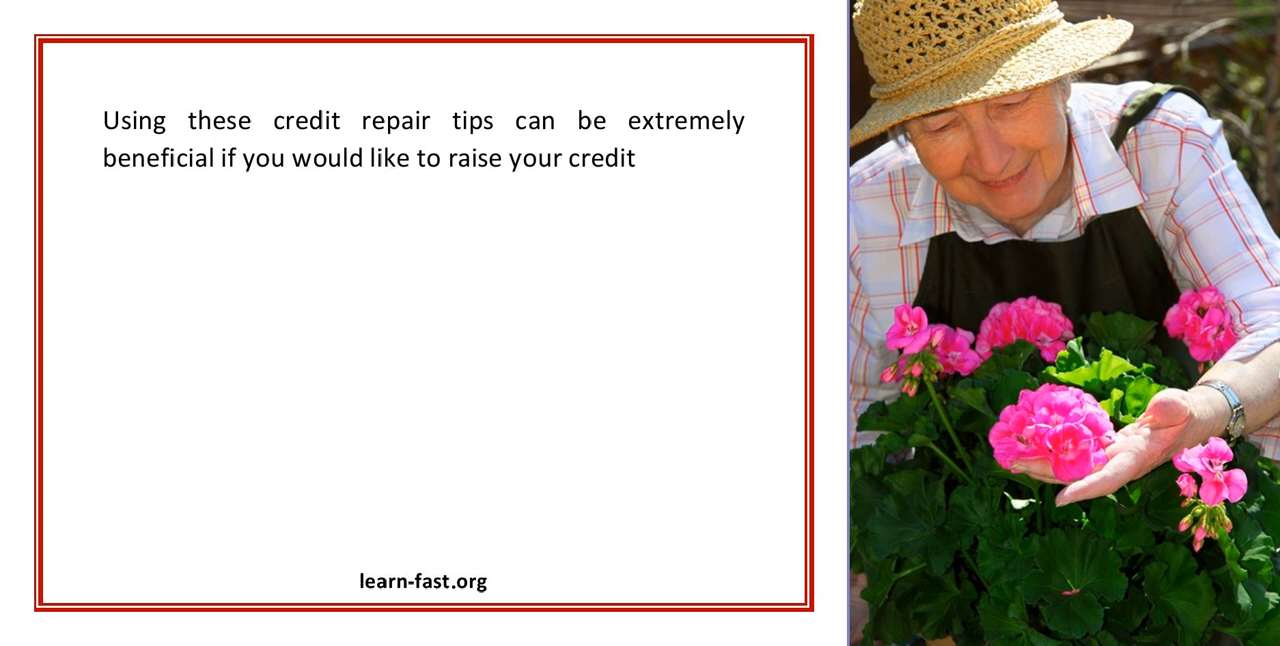 Using these credit repair tips can be extremely
beneficial if you would like to raise your credit
learn-fast.org